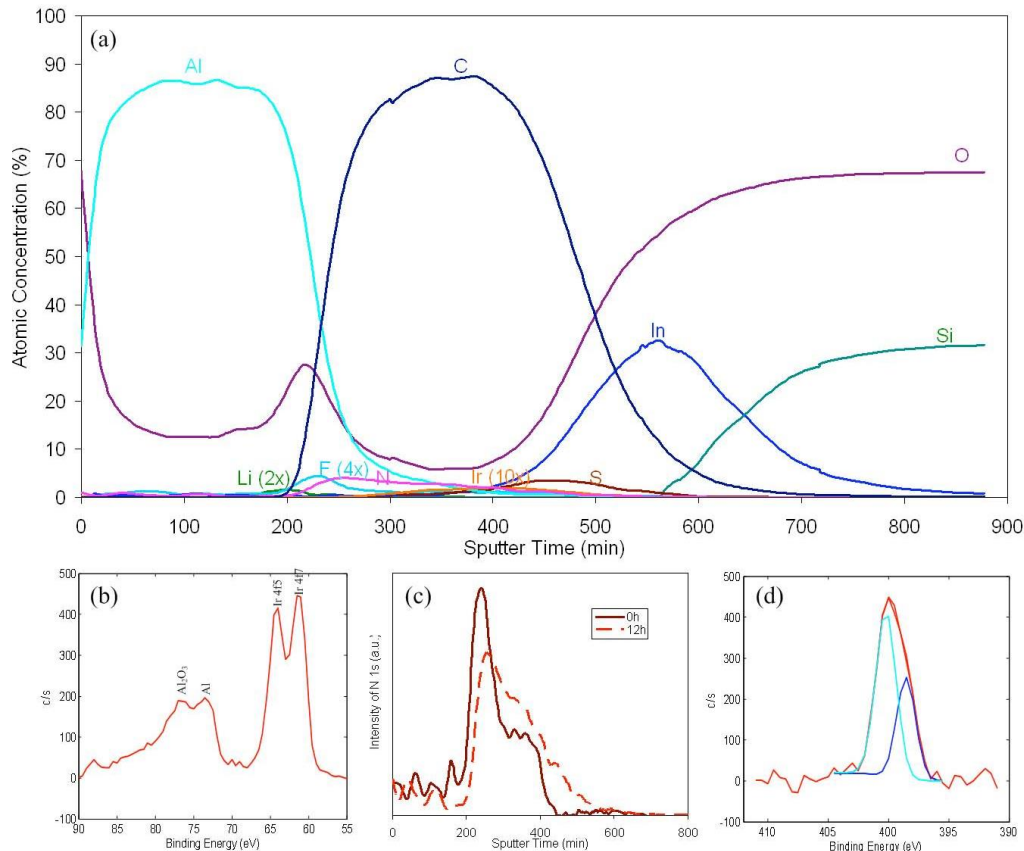 (a)
Atomic Concentration (%)
100
90
80
70
60
50
40
30
20
10
0
Al
C
O
In
Si
Li (2x)
F (4x)
N
Ir (10x)
S
0 100 200 300 400 500 600 700 800 900
Sputter Time (min)
(b)
c/s
500
400
300
200
100
0
-100
Al2O3
Al
Ir 4f5
Ir 4f7
90 85 80 75 70 65 60 55
Binding Energy (eV)
(c)
Intensity of N 1s (a.u.)
0h
12h
0 200 400 600 800
Sputter Time (min)
(d)
c/s
500
400
300
200
100
0
-100
410 405 400 395 390
Binding Energy (eV)